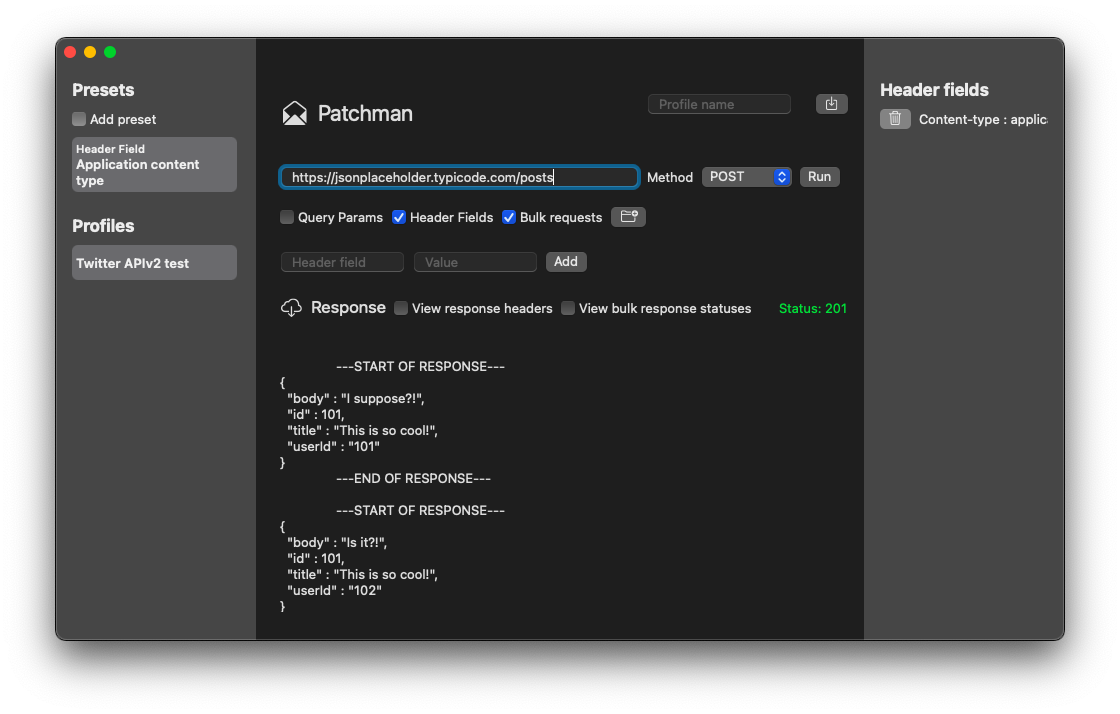 Presets
Add preset
Header Field
Application content
type
Profiles
Twitter APIv2 test
Patchman
Profile name
https://jsonplaceholder.typicode.com/posts
Method
POST
Run
Query Params
Header Fields
Bulk requests
Header field
Value
Add
Response
View response headers
View bulk response statuses
Status: 201
---START OF RESPONSE---
{
"body" : "I suppose?!",
"id" : 101,
"title" : "This is so cool!",
"userId" : "101"
}
---END OF RESPONSE---
---START OF RESPONSE---
{
"body" : "Is it?!",
"id" : 101,
"title" : "This is so cool!",
"userId" : "102"
}
Header fields
Content-type : applic